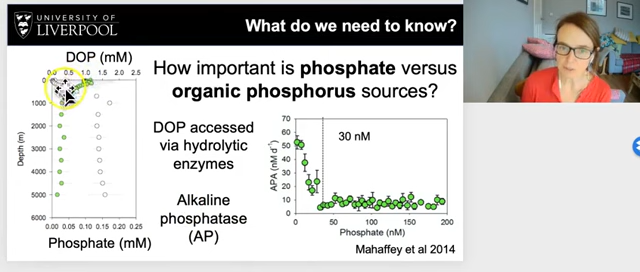 UNIVERSITY OF
LIVERPOOL
What do we need to know?
DOP (mM)
0.0 0.5 1.0 1.5 2.0 2.5
0
1000
2000
3000
4000
5000
6000
Depth (m)
0.00 0.05 0.10 0.15 0.20 0.25
Phosphate (mM)
How important is phosphate versus
organic phosphorus sources?
DOP accessed
via hydrolytic
enzymes
Alkaline
phosphatase
(AP)
70
60
50
40
30
20
10
0
APA (nM d⁻¹)
30 nM
0 50 100 150 200
Phosphate (nM)
Mahaffey et al 2014